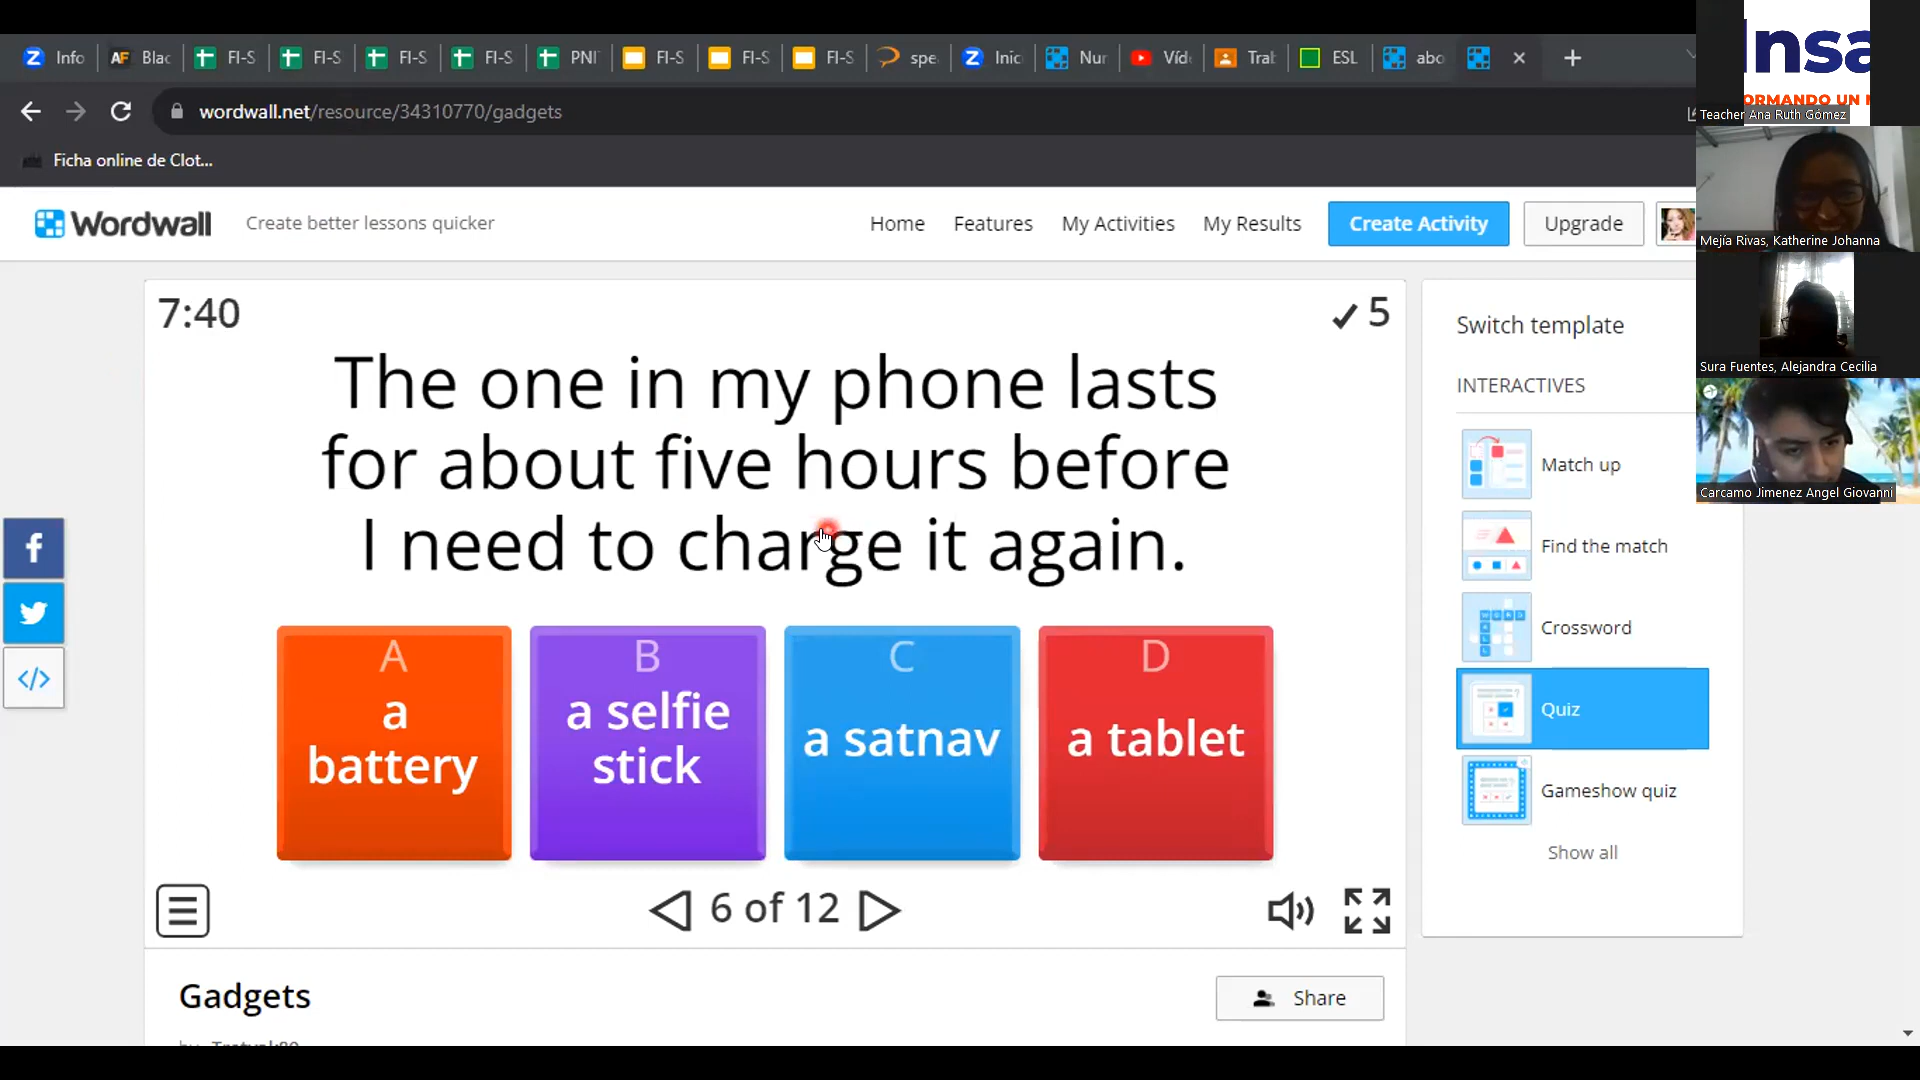 Info
Blac
FI-S
FI-S
FI-S
FI-S
PNI
FI-S
FI-S
FI-S
spe
Inic
Nur
Víd
Tral
ESL
abo
wordwall.net/resource/34310770/gadgets
Ficha online de Clot...
Insa
ORMANDO UN
Teacher Ana Ruth Gómez
Mejía Rivas, Katherine Johanna
Sura Fuentes, Alejandra Cecilia
Carcamo Jimenez Angel Giovanni
Wordwall
Create better lessons quicker
Home
Features
My Activities
My Results
Create Activity
Upgrade
7:40
✓ 5
The one in my phone lasts
for about five hours before
I need to charge it again.
A
a
battery
B
a selfie
stick
C
a satnav
D
a tablet
6 of 12
Switch template
INTERACTIVES
Match up
Find the match
Crossword
Quiz
Gameshow quiz
Show all
Gadgets
Share